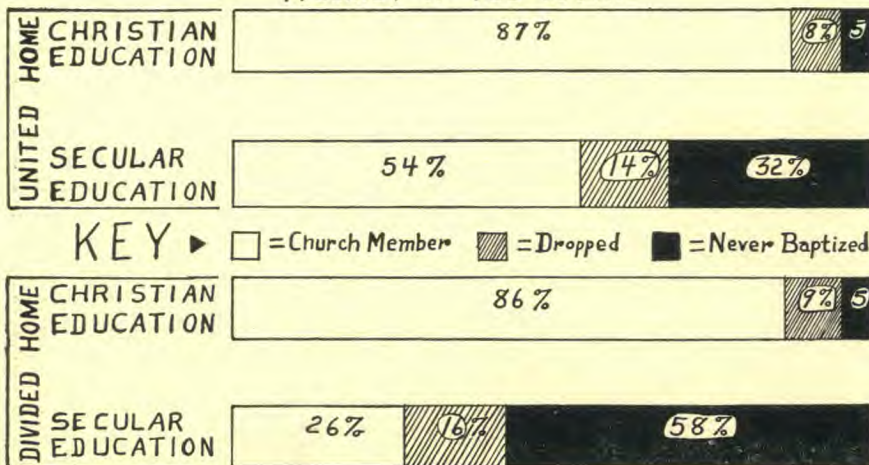 UNITED HOME
CHRISTIAN
EDUCATION
87%
8%
5
SECULAR
EDUCATION
54%
14%
32%
KEY ▶ □ = Church Member ▨ = Dropped ■ = Never Baptized
DIVIDED HOME
CHRISTIAN
EDUCATION
86%
9%
5
SECULAR
EDUCATION
26%
16%
58%